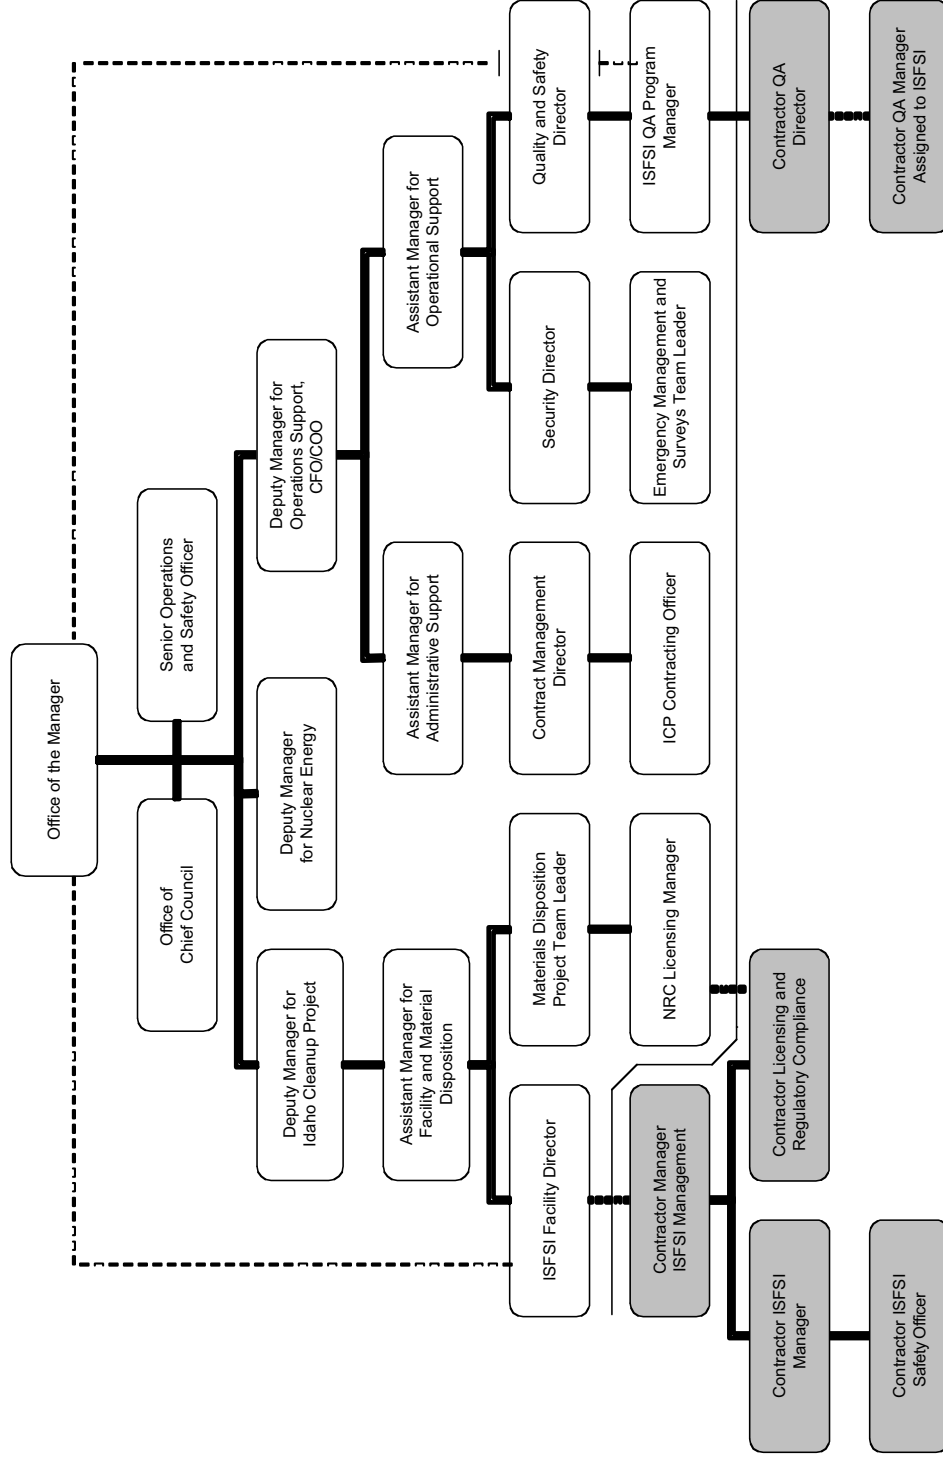 Office of the Manager
Office of
Chief Council
Senior Operations
and Safety Officer
Deputy Manager for
Idaho Cleanup Project
Deputy Manager
for Nuclear Energy
Deputy Manager for
Operations Support,
CFO/COO
Assistant Manager for
Facility and Material
Disposition
Assistant Manager for
Administrative Support
Assistant Manager for
Operational Support
ISFSI Facility Director
Materials Disposition
Project Team Leader
Contract Management
Director
Security Director
Quality and Safety
Director
Contractor Manager
ISFSI Management
NRC Licensing Manager
ICP Contracting Officer
Emergency Management and
Surveys Team Leader
ISFSI QA Program
Manager
Contractor ISFSI
Manager
Contractor Licensing and
Regulatory Compliance
Contractor QA
Director
Contractor ISFSI
Safety Officer
Contractor QA Manager
Assigned to ISFSI